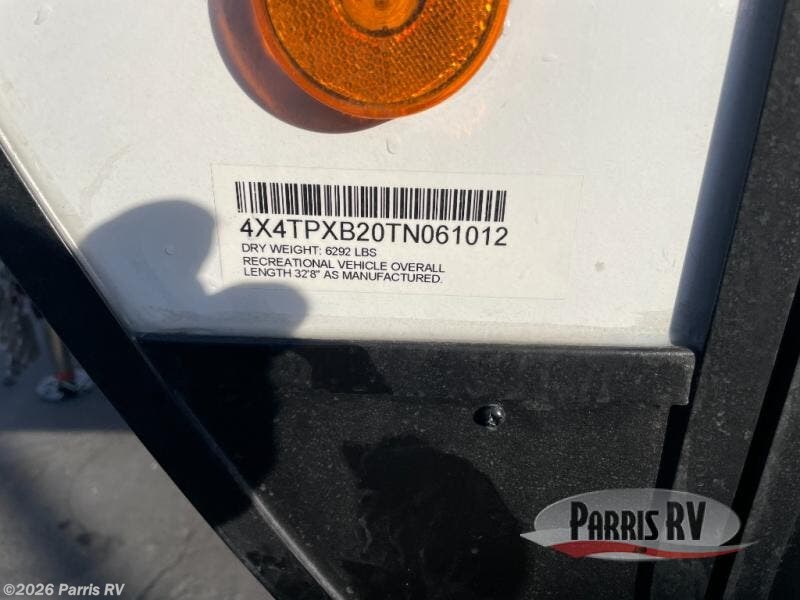 4X4TPXB20TN061012
DRY WEIGHT: 6292 LBS
RECREATIONAL VEHICLE OVERALL
LENGTH 32'8" AS MANUFACTURED.
PARRIS RV
©2026 Parris RV